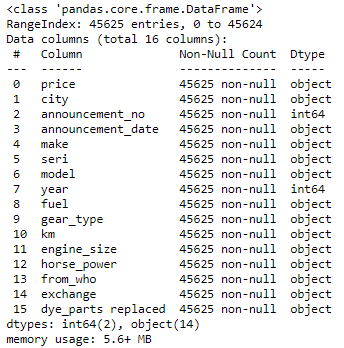 <class 'pandas.core.frame.DataFrame'>
RangeIndex: 45625 entries, 0 to 45624
Data columns (total 16 columns):
 #   Column              Non-Null Count  Dtype
---  ------              --------------  -----
 0   price               45625 non-null  object
 1   city                45625 non-null  object
 2   announcement_no     45625 non-null  int64
 3   announcement_date   45625 non-null  object
 4   make                45625 non-null  object
 5   seri                45625 non-null  object
 6   model               45625 non-null  object
 7   year                45625 non-null  int64
 8   fuel                45625 non-null  object
 9   gear_type           45625 non-null  object
 10  km                  45625 non-null  object
 11  engine_size         45625 non-null  object
 12  horse_power         45625 non-null  object
 13  from_who            45625 non-null  object
 14  exchange            45625 non-null  object
 15  dye_parts replaced  45625 non-null  object
dtypes: int64(2), object(14)
memory usage: 5.6+ MB